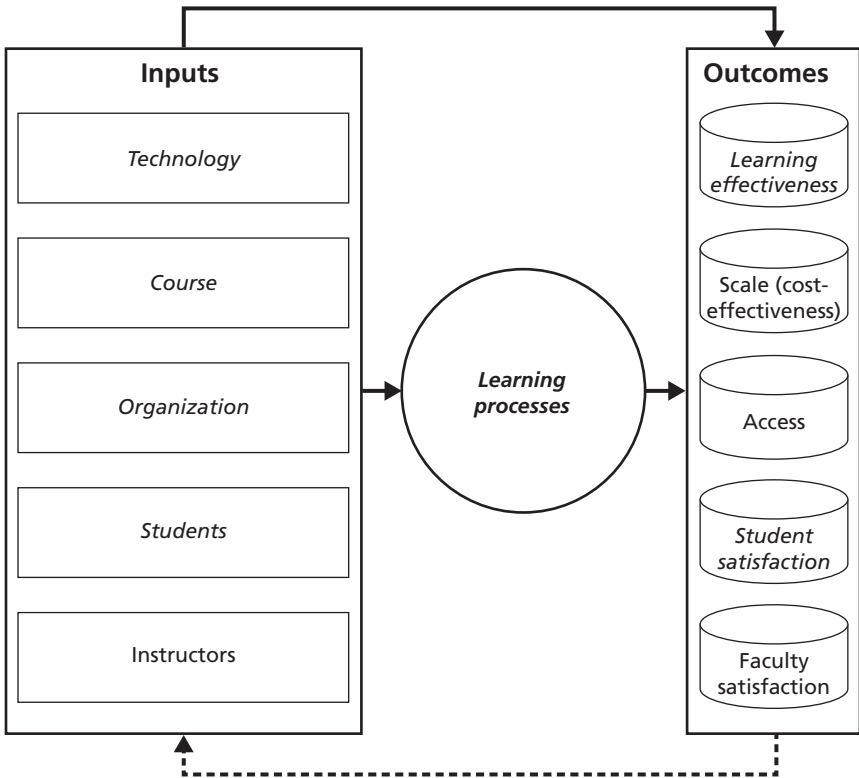 Inputs
Technology
Course
Organization
Students
Instructors
Learning
processes
Outcomes
Learning
effectiveness
Scale (cost-
effectiveness)
Access
Student
satisfaction
Faculty
satisfaction